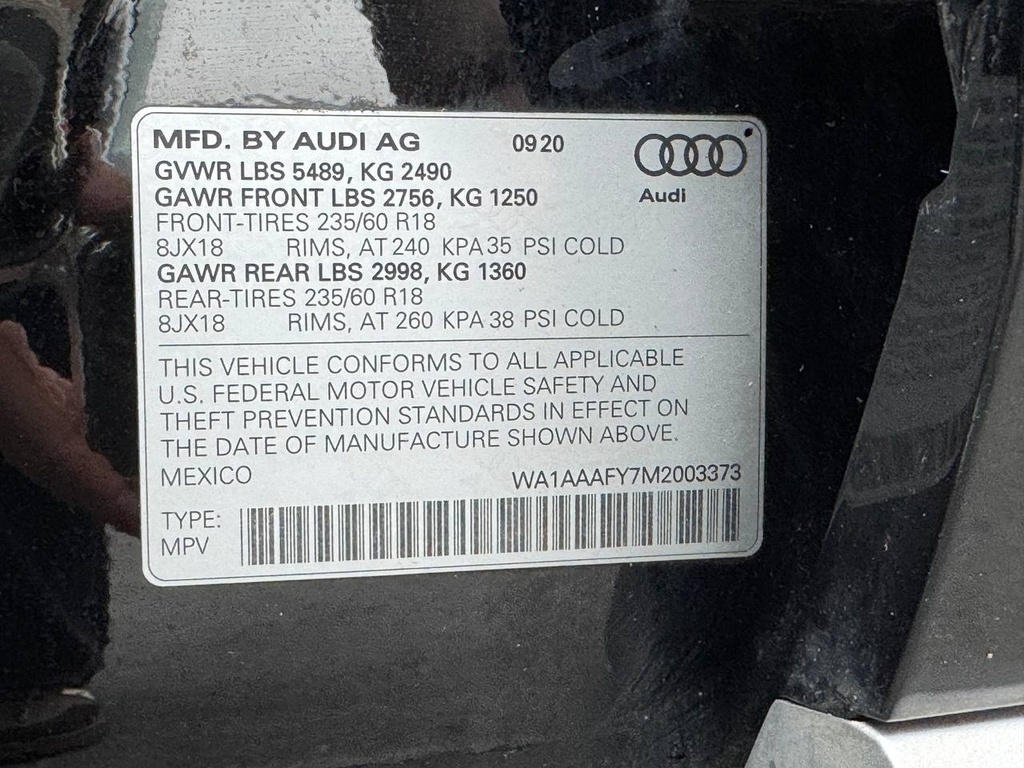 MFD. BY AUDI AG 0920
GVWR LBS 5489, KG 2490
GAWR FRONT LBS 2756, KG 1250
Audi
FRONT-TIRES 235/60 R18
8JX18 RIMS, AT 240 KPA 35 PSI COLD
GAWR REAR LBS 2998, KG 1360
REAR-TIRES 235/60 R18
8JX18 RIMS, AT 260 KPA 38 PSI COLD
THIS VEHICLE CONFORMS TO ALL APPLICABLE
U.S. FEDERAL MOTOR VEHICLE SAFETY AND
THEFT PREVENTION STANDARDS IN EFFECT ON
THE DATE OF MANUFACTURE SHOWN ABOVE.
MEXICO WA1AAAFY7M2003373
TYPE:
MPV